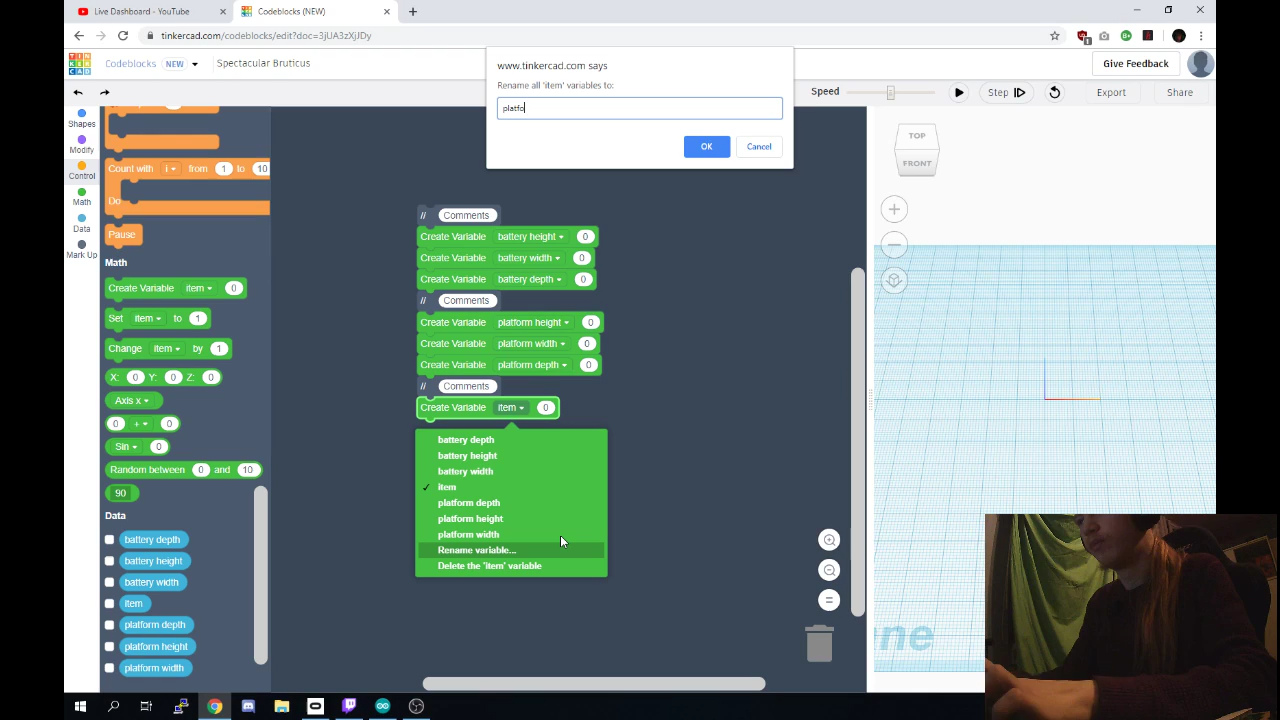 Live Dashboard - YouTube
Codeblocks (NEW)
tinkercad.com/codeblocks/edit?doc=3jUA3zXjJDy
Codeblocks NEW
Spectacular Bruticus
Give Feedback
www.tinkercad.com says
Rename all 'item' variables to:
platfo
OK Cancel
Speed
Step
Export
Share
Shapes
Modify
Control
Math
Data
Mark Up
Count with i from 1 to 10
Do
Pause
Math
Create Variable item 0
Set item to 1
Change item by 1
X: 0 Y: 0 Z: 0
Axis x
0 + 0
Sin 0
Random between 0 and 10
90
Data
battery depth
battery height
battery width
item
platform depth
platform height
platform width
// Comments
Create Variable battery height 0
Create Variable battery width 0
Create Variable battery depth 0
// Comments
Create Variable platform height 0
Create Variable platform width 0
Create Variable platform depth 0
// Comments
Create Variable item 0
battery depth
battery height
battery width
✓ item
platform depth
platform height
platform width
Rename variable...
Delete the 'item' variable
TOP
FRONT